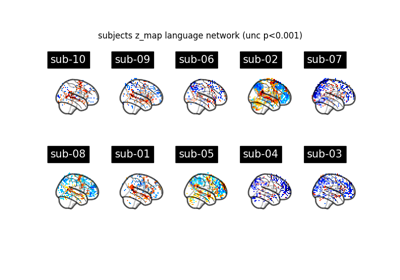 subjects z_map language network (unc p<0.001)
sub-10 sub-09 sub-06 sub-02 sub-07
sub-08 sub-01 sub-05 sub-04 sub-03